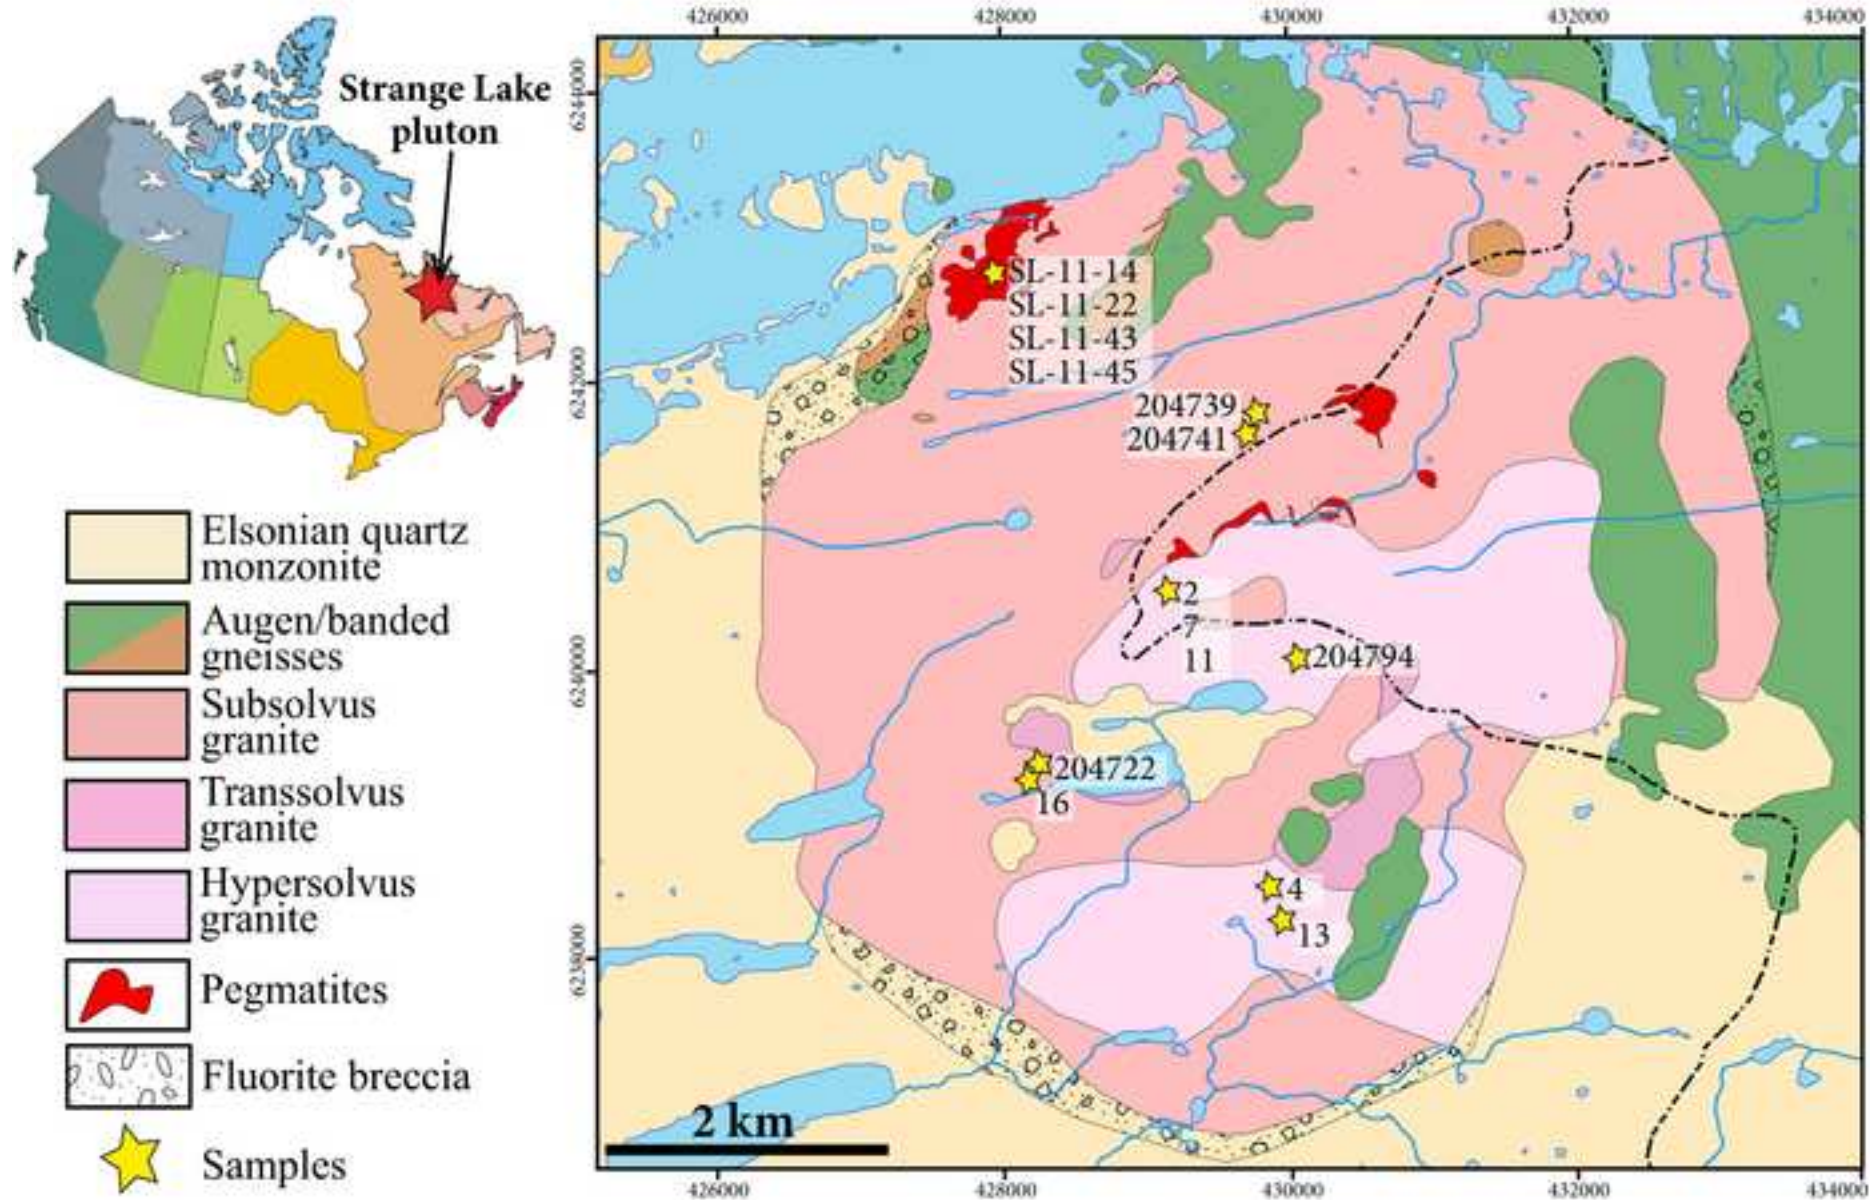 Strange Lake
pluton
Elsonian quartz
monzonite
Augen/banded
gneisses
Subsolvus
granite
Transsolvus
granite
Hypersolvus
granite
Pegmatites
Fluorite breccia
Samples
426000
428000
430000
432000
434000
6244000
6242000
6240000
6238000
SL-11-14
SL-11-22
SL-11-43
SL-11-45
204739
204741
2
7
11
204794
204722
16
4
13
2 km
426000
428000
430000
432000
434000